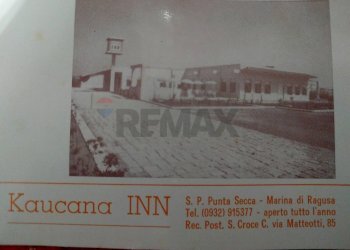 RE/MAX
Kaucana INN
S. P. Punta Secca - Marina di Ragusa
Tel. (0932) 915377 - aperto tutto l'anno
Rec. Post. S. Croce C. via Matteotti, 85